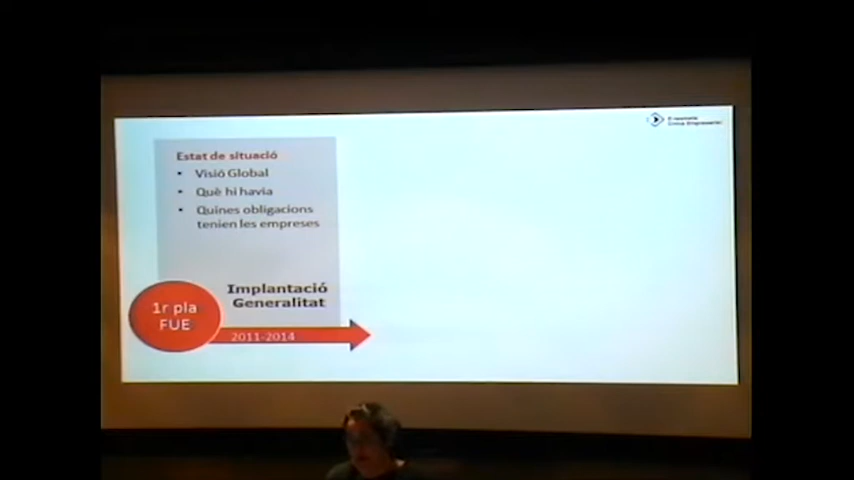 Estat de situació
• Visió Global
• Què hi havia
• Quines obligacions
tenien les empreses
Implantació
Generalitat
1r pla
FUE
2011-2014